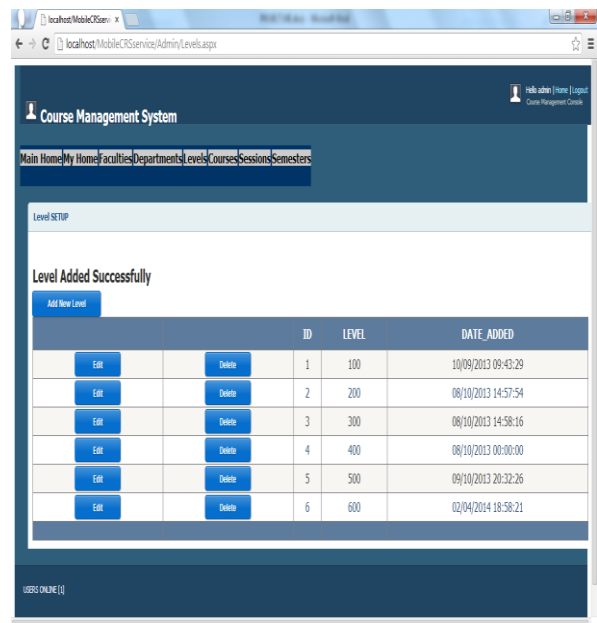 localhost/MobileCRSserv x
localhost/MobileCRSservice/Admin/Levels.aspx
Hello admin | Home | Logout
Course Management Console
Course Management System
Main Home My Home Faculties Departments Levels Courses Sessions Semesters
Level SETUP
Level Added Successfully
Add New Level
ID LEVEL DATE_ADDED
Edit Delete 1 100 10/09/2013 09:43:29
Edit Delete 2 200 08/10/2013 14:57:54
Edit Delete 3 300 08/10/2013 14:58:16
Edit Delete 4 400 08/10/2013 00:00:00
Edit Delete 5 500 09/10/2013 20:32:26
Edit Delete 6 600 02/04/2014 18:58:21
USERS ONLINE [1]